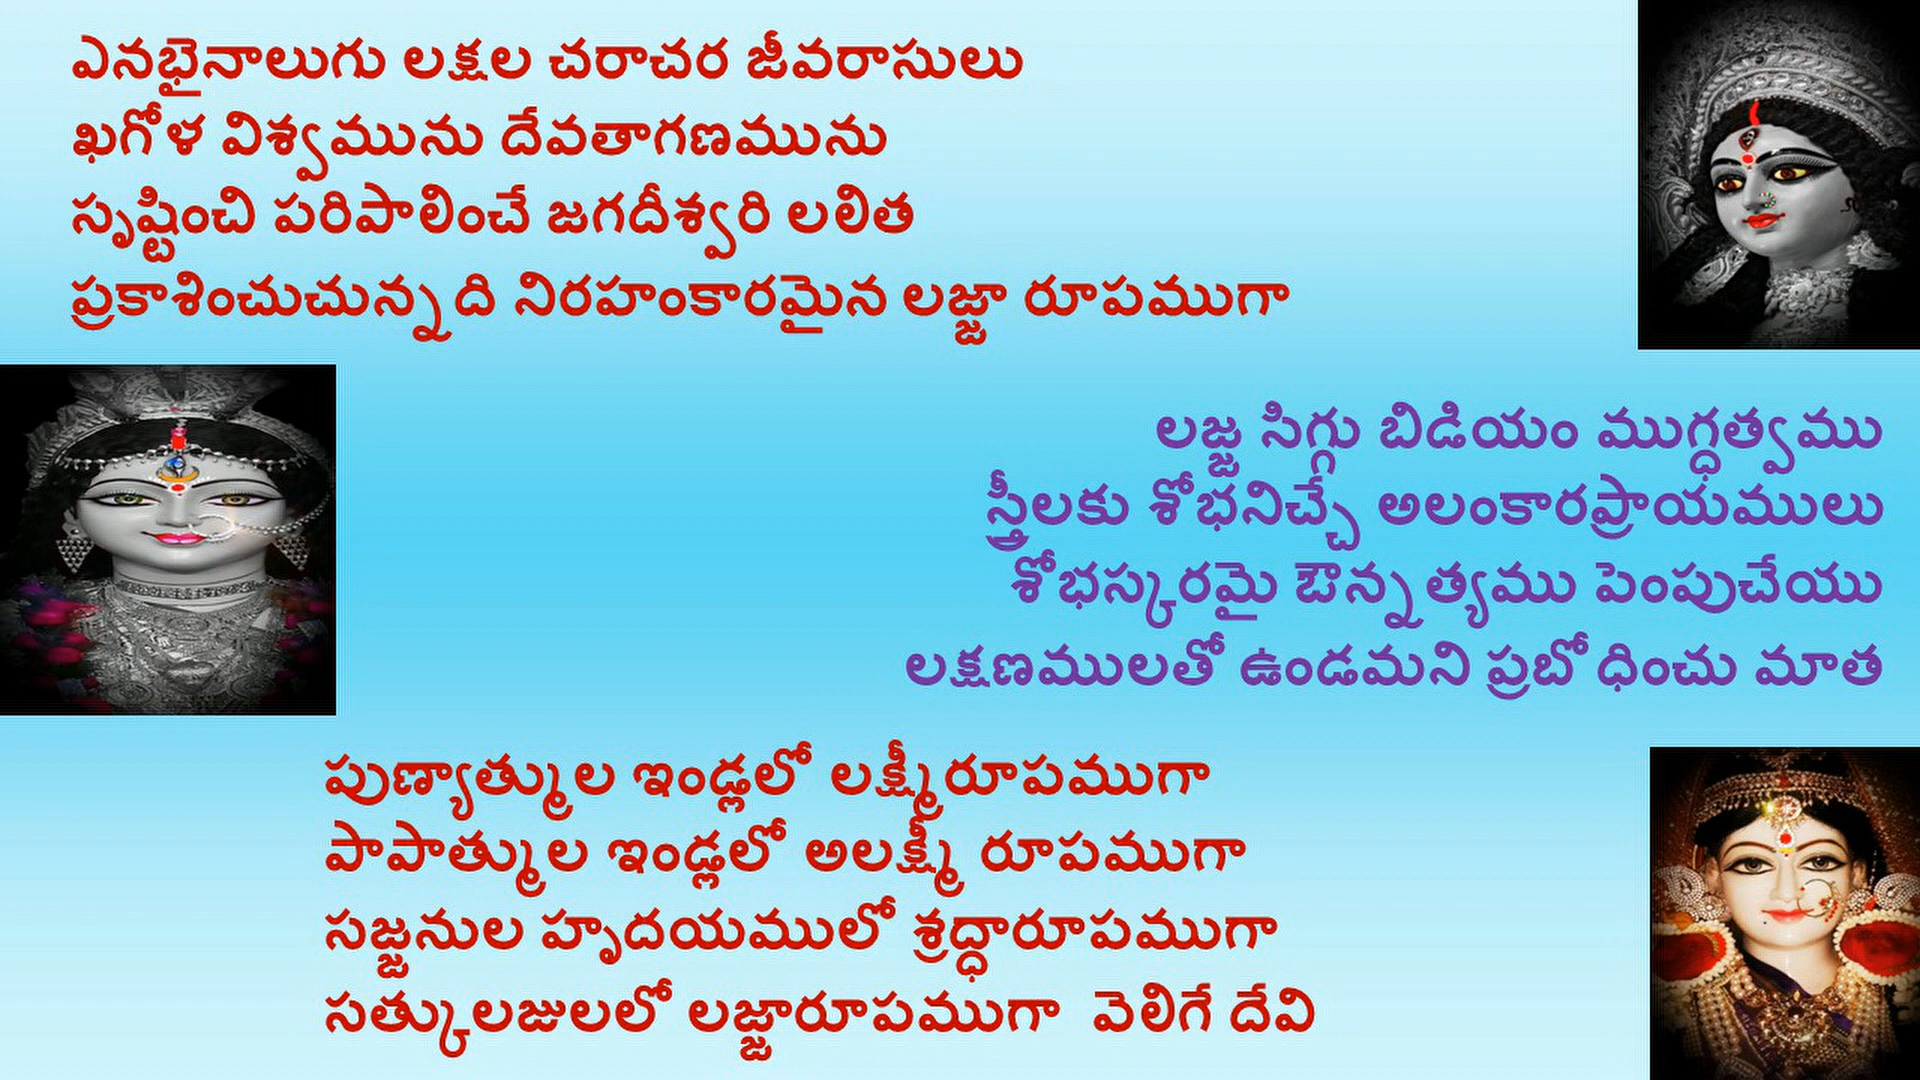 ఎనభైనాలుగు లక్షల చరాచర జీవరాసులు
ఖగోళ విశ్వమును దేవతాగణమును
సృష్టించి పరిపాలించే జగదీశ్వరి లలిత
ప్రకాశించుచున్నది నిరహంకారమైన లజ్జా రూపముగా
లజ్జ సిగ్గు బిడియం ముగ్ధత్వము
స్త్రీలకు శోభనిచ్చే అలంకారప్రాయములు
శోభస్కరమై ఔన్నత్యము పెంపుచేయు
లక్షణములతో ఉండమని ప్రబోధించు మాత
పుణ్యాత్ముల ఇండ్లలో లక్ష్మీరూపముగా
పాపాత్ముల ఇండ్లలో అలక్ష్మీ రూపముగా
సజ్జనుల హృదయములో శ్రద్ధారూపముగా
సత్కులజులలో లజ్జారూపముగా వెలిగే దేవి